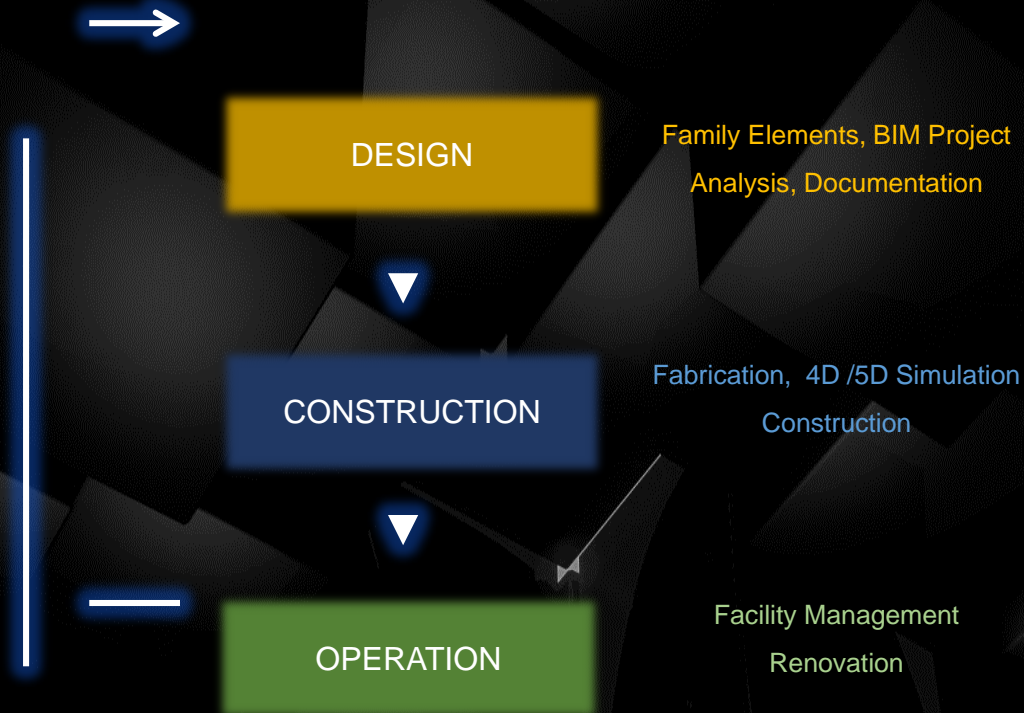 DESIGN
Family Elements, BIM Project
Analysis, Documentation
CONSTRUCTION
Fabrication,  4D /5D Simulation
Construction
OPERATION
Facility Management
Renovation